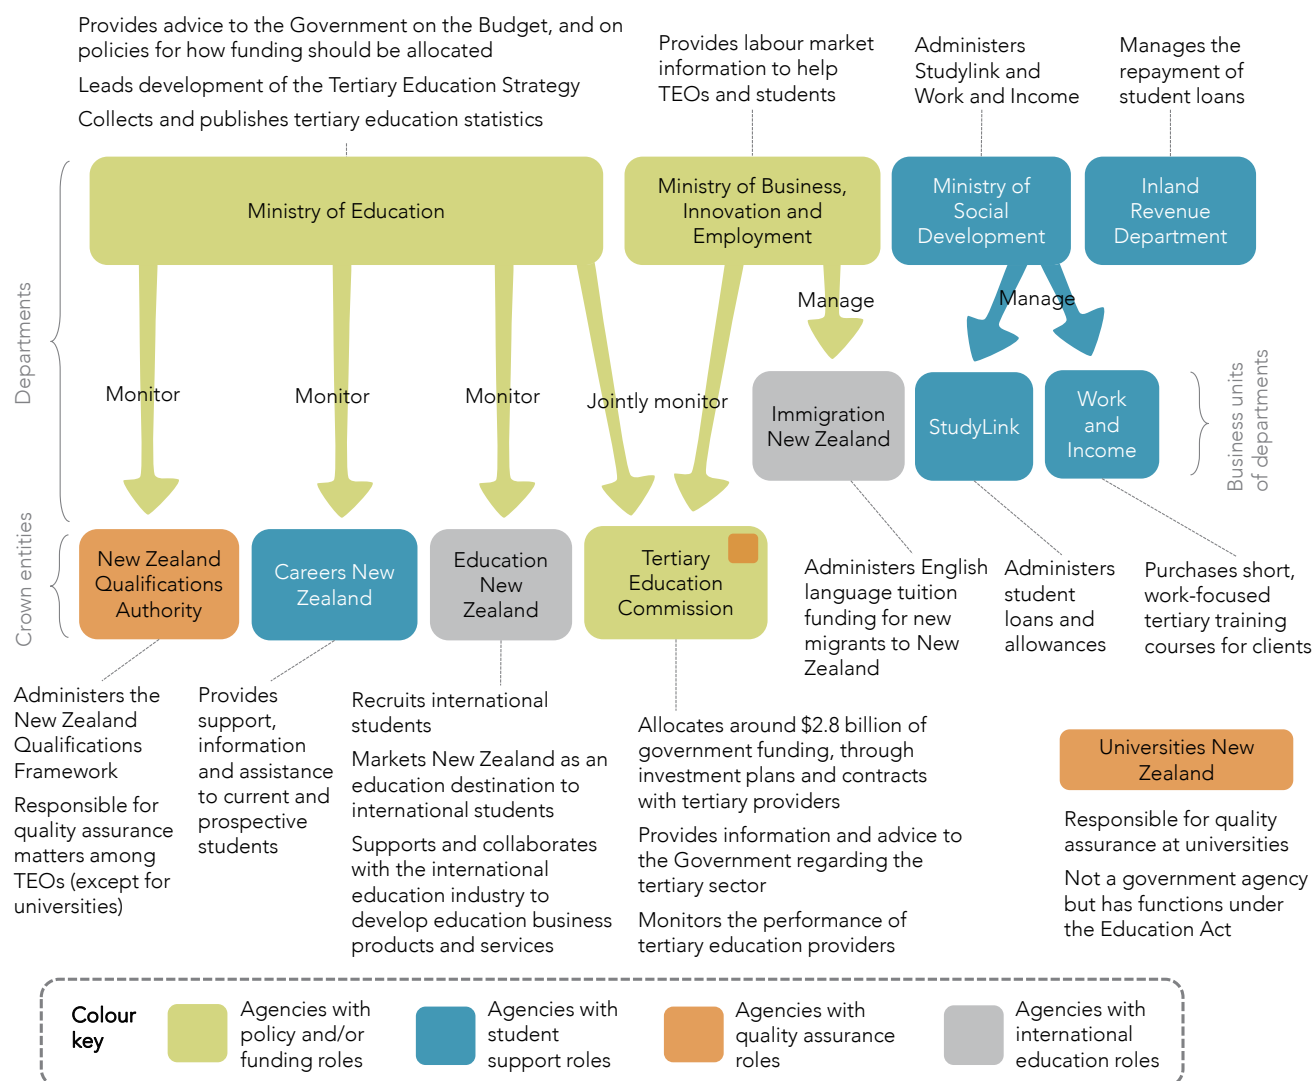 Provides advice to the Government on the Budget, and on
policies for how funding should be allocated
Leads development of the Tertiary Education Strategy
Collects and publishes tertiary education statistics
Provides labour market
information to help
TEOs and students
Administers
Studylink and
Work and Income
Manages the
repayment of
student loans
Departments
Ministry of Education
Ministry of Business,
Innovation and
Employment
Ministry of
Social
Development
Inland
Revenue
Department
Manage
Manage
Monitor
Monitor
Monitor
Jointly monitor
Immigration
New Zealand
StudyLink
Work
and
Income
Business units
of departments
Crown entities
New Zealand
Qualifications
Authority
Careers New
Zealand
Education
New
Zealand
Tertiary
Education
Commission
Administers English
language tuition
funding for new
migrants to New
Zealand
Administers
student
loans and
allowances
Purchases short,
work-focused
tertiary training
courses for clients
Administers the
New Zealand
Qualifications
Framework
Responsible for
quality assurance
matters among
TEOs (except for
universities)
Provides
support,
information
and assistance
to current and
prospective
students
Recruits international
students
Markets New Zealand as an
education destination to
international students
Supports and collaborates
with the international
education industry to
develop education business
products and services
Allocates around $2.8 billion of
government funding, through
investment plans and contracts
with tertiary providers
Provides information and advice to
the Government regarding the
tertiary sector
Monitors the performance of
tertiary education providers
Universities New
Zealand
Responsible for quality
assurance at universities
Not a government agency
but has functions under
the Education Act
Colour
key
Agencies with
policy and/or
funding roles
Agencies with
student
support roles
Agencies with
quality assurance
roles
Agencies with
international
education roles